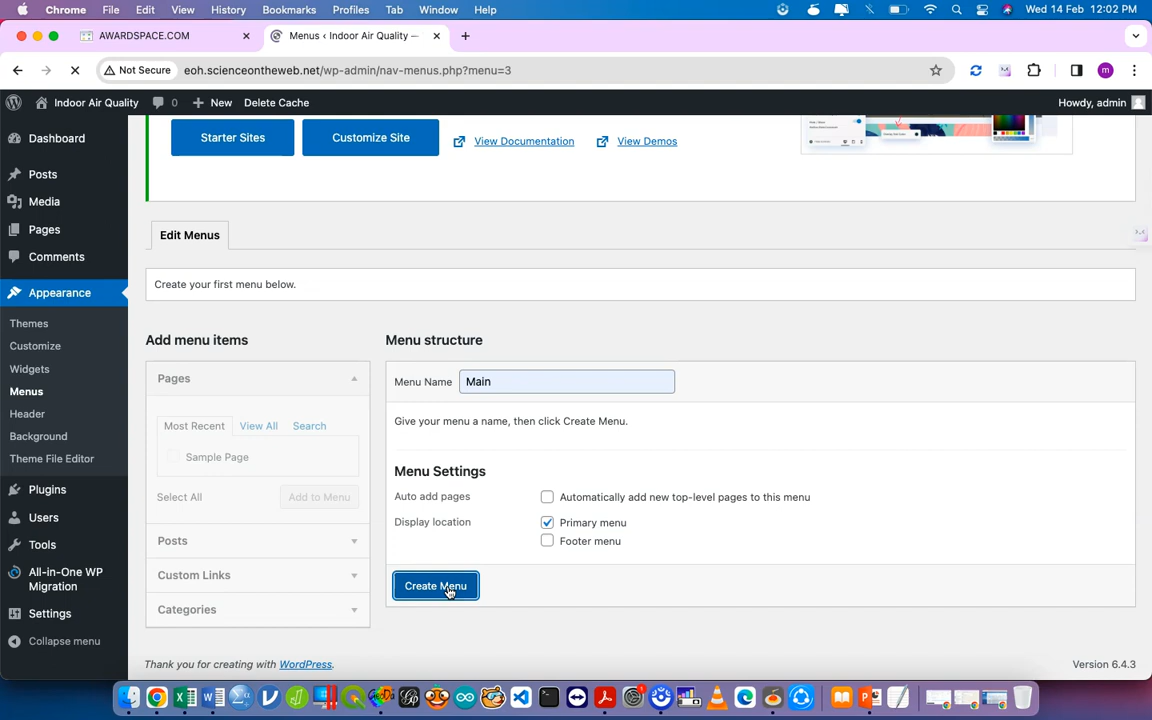 Chrome File Edit View History Bookmarks Profiles Tab Window Help Wed 14 Feb 12:02 PM
AWARDSPACE.COM Menus ‹ Indoor Air Quality —
Not Secure eoh.scienceontheweb.net/wp-admin/nav-menus.php?menu=3
Indoor Air Quality 0 New Delete Cache Howdy, admin
Dashboard
Posts
Media
Pages
Comments
Appearance
Themes
Customize
Widgets
Menus
Header
Background
Theme File Editor
Plugins
Users
Tools
All-in-One WP
Migration
Settings
Collapse menu
Starter Sites Customize Site View Documentation View Demos
Edit Menus
Create your first menu below.
Add menu items
Pages
Most Recent View All Search
Sample Page
Select All Add to Menu
Posts
Custom Links
Categories
Menu structure
Menu Name Main
Give your menu a name, then click Create Menu.
Menu Settings
Auto add pages Automatically add new top-level pages to this menu
Display location Primary menu
Footer menu
Create Menu
Thank you for creating with WordPress. Version 6.4.3